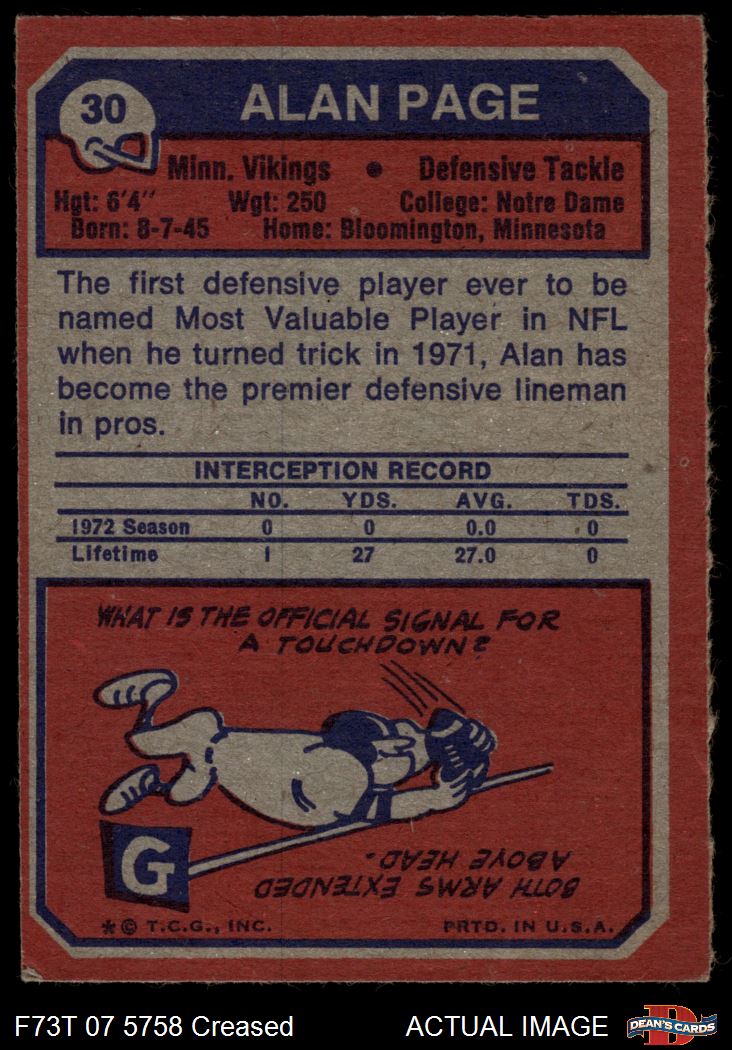 30
ALAN PAGE
Minn. Vikings • Defensive Tackle
Hgt: 6'4" Wgt: 250 College: Notre Dame
Born: 8-7-45 Home: Bloomington, Minnesota
The first defensive player ever to be
named Most Valuable Player in NFL
when he turned trick in 1971, Alan has
become the premier defensive lineman
in pros.
INTERCEPTION RECORD
NO. YDS. AVG. TDS.
1972 Season 0 0 0.0 0
Lifetime 1 27 27.0 0
WHAT IS THE OFFICIAL SIGNAL FOR
A TOUCHDOWN?
G
BOTH ARMS EXTENDED
ABOVE HEAD.
*© T.C.G., INC. PRTD. IN U.S.A.
F73T 07 5758 Creased ACTUAL IMAGE
D
DEAN'S CARDS